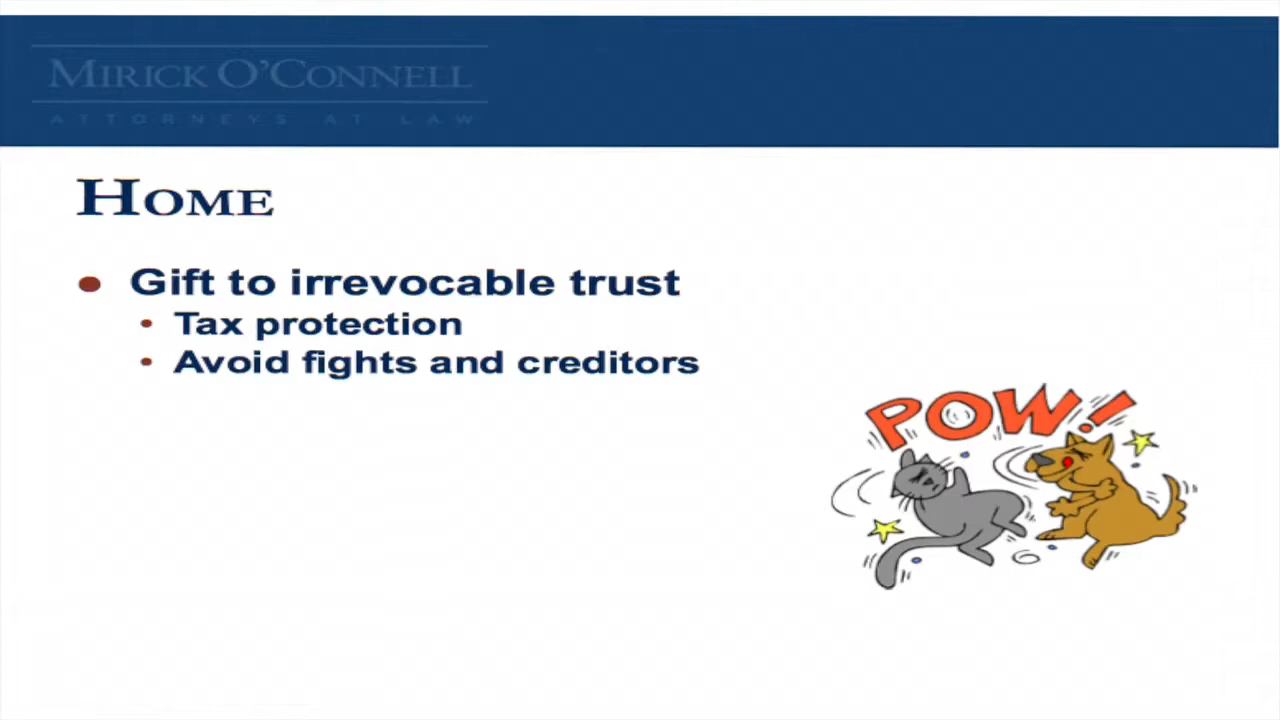 MIRICK O'CONNELL
ATTORNEYS AT LAW
HOME
Gift to irrevocable trust
Tax protection
Avoid fights and creditors
POW!